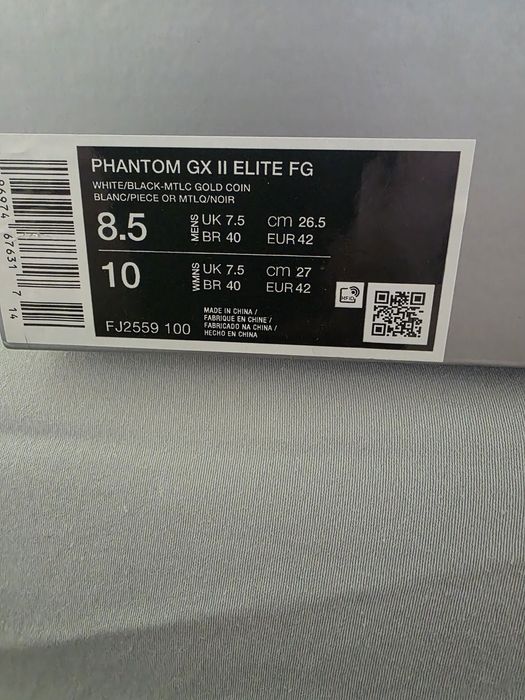 PHANTOM GX II ELITE FG
WHITE/BLACK-MTLC GOLD COIN
BLANC/PIECE OR MTLQ/NOIR
8.5 MENS UK 7.5 CM 26.5
BR 40 EUR 42
10 WMNS UK 7.5 CM 27
BR 40 EUR 42
FJ2559 100
MADE IN CHINA /
FABRIQUE EN CHINE /
FABRICADO NA CHINA /
HECHO EN CHINA
RFID
67631